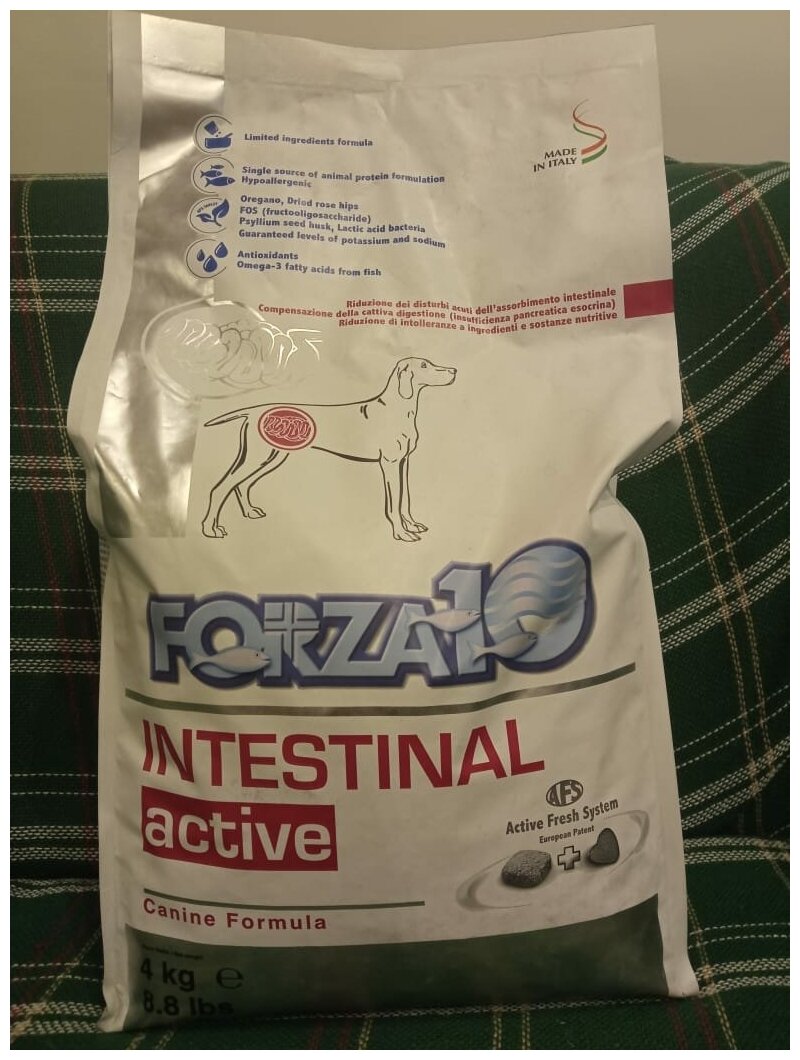 Limited ingredients formula
MADE
IN ITALY
Single source of animal protein formulation
Hypoallergenic
Oregano, Dried rose hips
FOS (fructooligosaccharide)
Psyllium seed husk, Lactic acid bacteria
Guaranteed levels of potassium and sodium
Antioxidants
Omega-3 fatty acids from fish
Riduzione dei disturbi acuti dell'assorbimento intestinale
Compensazione della cattiva digestione (insufficienza pancreatica esocrina)
Riduzione di intolleranze a ingredienti e sostanze nutritive
FORZA10
INTESTINAL
active
AFS
Active Fresh System
European Patent
Canine Formula
4 kg e
8.8 lbs